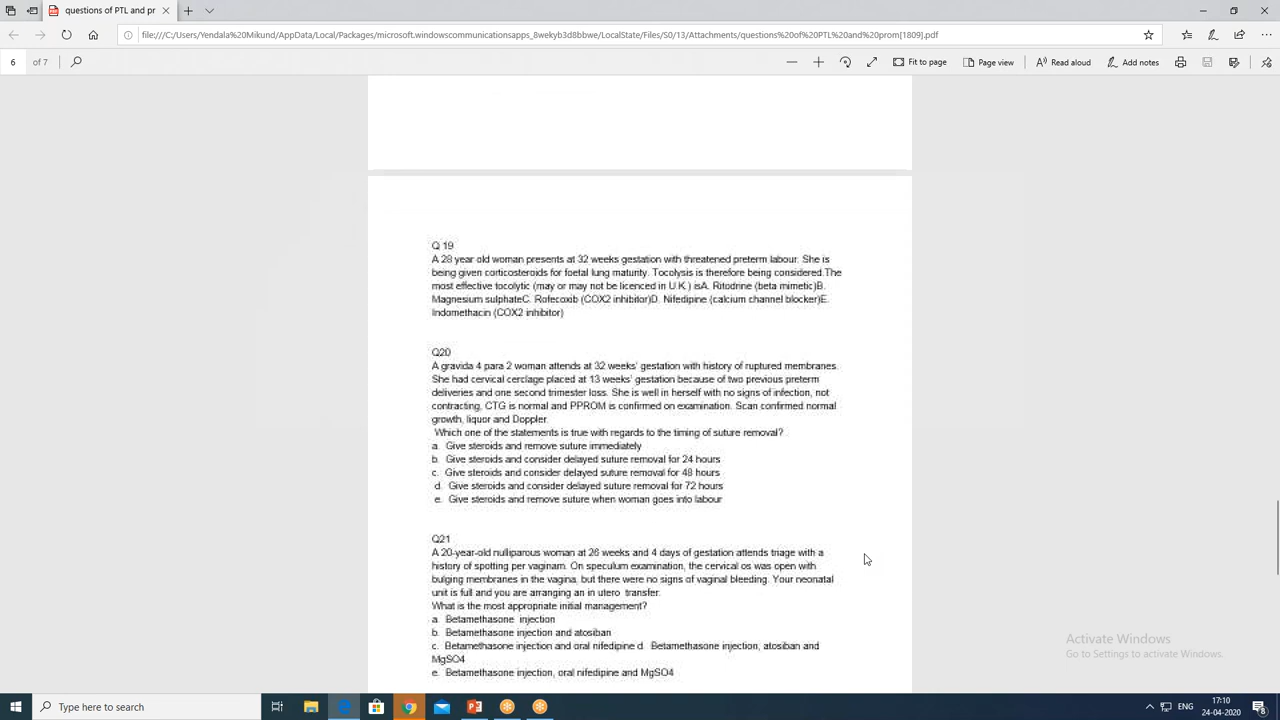 questions of PTL and pr
file:///C:/Users/Yendala%20Mikund/AppData/Local/Packages/microsoft.windowscommunicationsapps_8wekyb3d8bbwe/LocalState/Files/S0/13/Attachments/questions%20of%20PTL%20and%20prom[1809].pdf
6 of 7 Fit to page Page view Read aloud Add notes
Q 19
A 28 year old woman presents at 32 weeks gestation with threatened preterm labour. She is
being given corticosteroids for foetal lung maturity. Tocolysis is therefore being considered.The
most effective tocolytic (may or may not be licenced in U.K.) isA. Ritodrine (beta mimetic)B.
Magnesium sulphateC. Rofecoxib (COX2 inhibitor)D. Nifedipine (calcium channel blocker)E.
Indomethacin (COX2 inhibitor)
Q20
A gravida 4 para 2 woman attends at 32 weeks' gestation with history of ruptured membranes.
She had cervical cerclage placed at 13 weeks' gestation because of two previous preterm
deliveries and one second trimester loss. She is well in herself with no signs of infection, not
contracting, CTG is normal and PPROM is confirmed on examination. Scan confirmed normal
growth, liquor and Doppler.
Which one of the statements is true with regards to the timing of suture removal?
a. Give steroids and remove suture immediately
b. Give steroids and consider delayed suture removal for 24 hours
c. Give steroids and consider delayed suture removal for 48 hours
d. Give steroids and consider delayed suture removal for 72 hours
e. Give steroids and remove suture when woman goes into labour
Q21
A 20-year-old nulliparous woman at 26 weeks and 4 days of gestation attends triage with a
history of spotting per vaginam. On speculum examination, the cervical os was open with
bulging membranes in the vagina, but there were no signs of vaginal bleeding. Your neonatal
unit is full and you are arranging an in utero transfer.
What is the most appropriate initial management?
a. Betamethasone injection
b. Betamethasone injection and atosiban
c. Betamethasone injection and oral nifedipine d. Betamethasone injection, atosiban and
MgSO4
e. Betamethasone injection, oral nifedipine and MgSO4
Activate Windows
Go to Settings to activate Windows.
Type here to search
ENG
17:10
24-04-2020